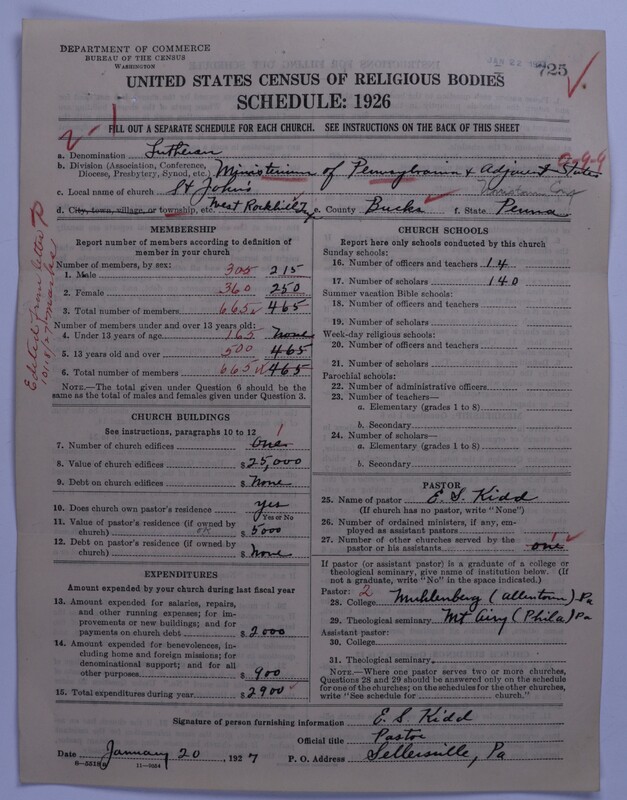 DEPARTMENT OF COMMERCE
BUREAU OF THE CENSUS
WASHINGTON
725
UNITED STATES CENSUS OF RELIGIOUS BODIES
SCHEDULE: 1926
2-1
FILL OUT A SEPARATE SCHEDULE FOR EACH CHURCH. SEE INSTRUCTIONS ON THE BACK OF THIS SHEET
a. Denomination Lutheran
9-9-9
b. Division (Association, Conference, Diocese, Presbytery, Synod, etc.) Ministerium of Pennsylvania & Adjacent States
c. Local name of church St John's
d. City, town, village, or township, etc. West Rockhill Tp e. County Bucks f. State Penna
Edited from letter to
MEMBERSHIP
Report number of members according to definition of
member in your church
Number of members, by sex:
1. Male 305 215
2. Female 360 250
3. Total number of members 665 465
Number of members under and over 13 years old:
4. Under 13 years of age 165 None
5. 13 years old and over 500 465
6. Total number of members 665 465
NOTE.—The total given under Question 6 should be the
same as the total of males and females given under Question 3.
CHURCH BUILDINGS
See instructions, paragraphs 10 to 12
7. Number of church edifices one 1
8. Value of church edifices $25,000
9. Debt on church edifices $None
10. Does church own pastor's residence yes
Yes or No
11. Value of pastor's residence (if owned by
church) $5000
12. Debt on pastor's residence (if owned by
church) $None
EXPENDITURES
Amount expended by your church during last fiscal year
13. Amount expended for salaries, repairs,
and other running expenses; for im-
provements or new buildings; and for
payments on church debt $2000
14. Amount expended for benevolences, in-
cluding home and foreign missions; for
denominational support; and for all
other purposes $900
15. Total expenditures during year $2900
CHURCH SCHOOLS
Report here only schools conducted by this church
Sunday schools:
16. Number of officers and teachers 14
17. Number of scholars 140
Summer vacation Bible schools:
18. Number of officers and teachers
19. Number of scholars
Week-day religious schools:
20. Number of officers and teachers
21. Number of scholars
Parochial schools:
22. Number of administrative officers
23. Number of teachers—
a. Elementary (grades 1 to 8)
b. Secondary
24. Number of scholars—
a. Elementary (grades 1 to 8)
b. Secondary
PASTOR
25. Name of pastor E. S. Kidd
(If church has no pastor, write "None")
26. Number of ordained ministers, if any, em-
ployed as assistant pastors
27. Number of other churches served by the
pastor or his assistants one 1
If pastor (or assistant pastor) is a graduate of a college or
theological seminary, give name of institution below. (If
not a graduate, write "No" in the space indicated.)
Pastor: 2
28. College Muhlenberg (Allentown) Pa
29. Theological seminary Mt Airy (Phila) Pa
Assistant pastor:
30. College
31. Theological seminary
NOTE.—Where one pastor serves two or more churches,
Questions 28 and 29 should be answered only on the schedule
for one of the churches; on the schedules for the other churches,
write "See schedule for church."
Signature of person furnishing information E. S. Kidd
Official title Pastor
Date January 20, 1927 P. O. Address Sellersville, Pa
11—9054